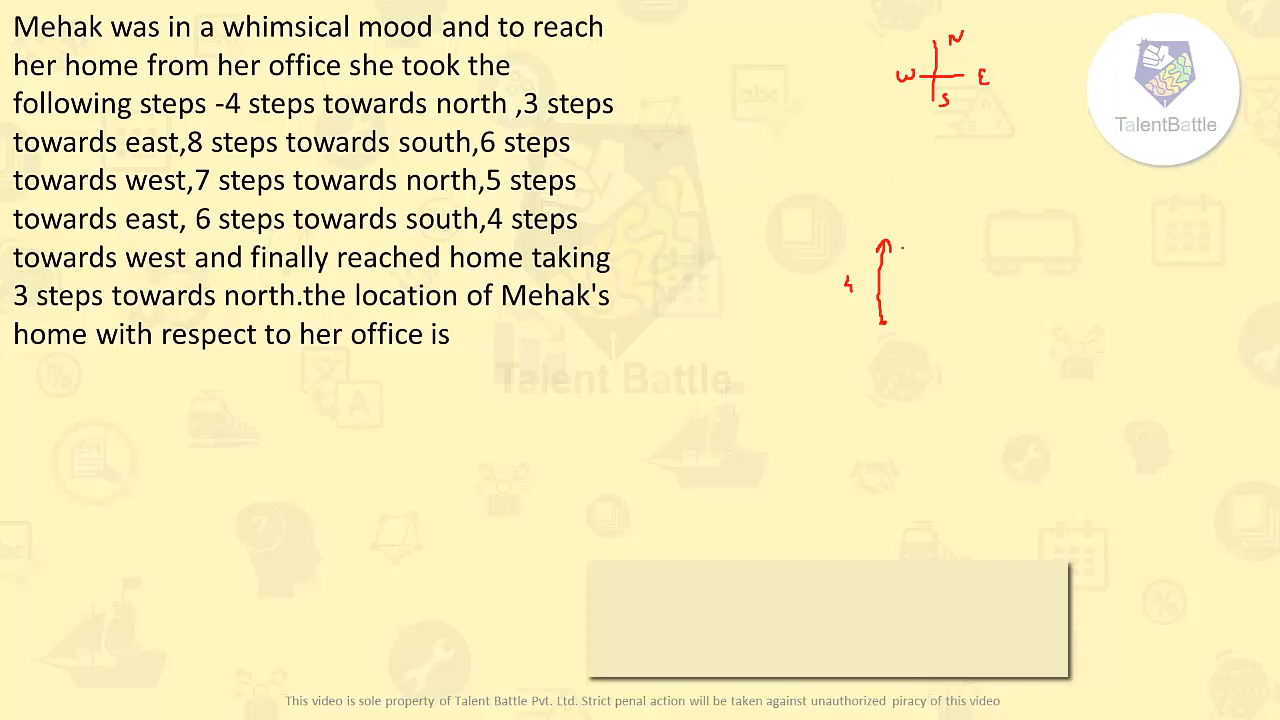 Mehak was in a whimsical mood and to reach
her home from her office she took the
following steps -4 steps towards north ,3 steps
towards east,8 steps towards south,6 steps
towards west,7 steps towards north,5 steps
towards east, 6 steps towards south,4 steps
towards west and finally reached home taking
3 steps towards north.the location of Mehak's
home with respect to her office is
N
W E
S
TalentBattle
4
Talent Battle
This video is sole property of Talent Battle Pvt. Ltd. Strict penal action will be taken against unauthorized piracy of this video